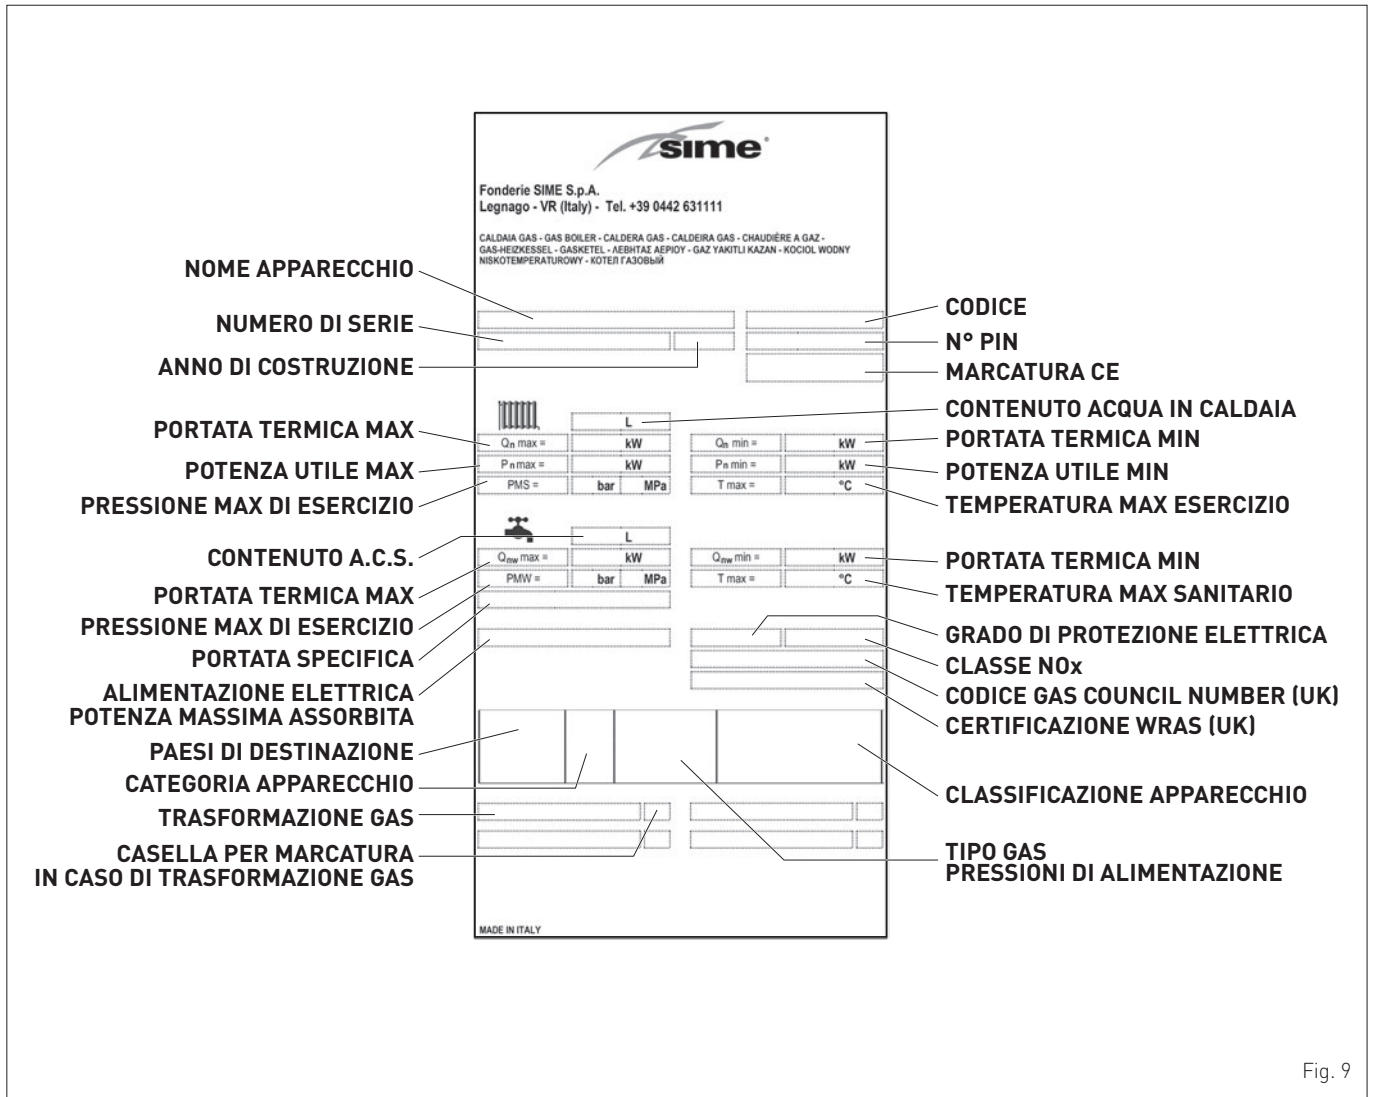 sime®
Fonderie SIME S.p.A.
Legnago - VR (Italy) - Tel. +39 0442 631111
CALDAIA GAS - GAS BOILER - CALDERA GAS - CALDEIRA GAS - CHAUDIÈRE A GAZ -
GAS-HEIZKESSEL - GASKETEL - ΛΕΒΗΤΑΣ ΑΕΡΙΟΥ - GAZ YAKITLI KAZAN - KOCIOL WODNY
NISKOTEMPERATUROWY - КОТЕЛ ГАЗОВЫЙ
NOME APPARECCHIO
NUMERO DI SERIE
ANNO DI COSTRUZIONE
CODICE
N° PIN
MARCATURA CE
CONTENUTO ACQUA IN CALDAIA
L
PORTATA TERMICA MAX
Qn max = kW
Qn min = kW
PORTATA TERMICA MIN
POTENZA UTILE MAX
Pn max = kW
Pn min = kW
POTENZA UTILE MIN
PRESSIONE MAX DI ESERCIZIO
PMS = bar MPa
T max = °C
TEMPERATURA MAX ESERCIZIO
CONTENUTO A.C.S.
L
PORTATA TERMICA MAX
Qnw max = kW
Qnw min = kW
PORTATA TERMICA MIN
PRESSIONE MAX DI ESERCIZIO
PMW = bar MPa
T max = °C
TEMPERATURA MAX SANITARIO
PORTATA SPECIFICA
ALIMENTAZIONE ELETTRICA
POTENZA MASSIMA ASSORBITA
GRADO DI PROTEZIONE ELETTRICA
CLASSE NOx
CODICE GAS COUNCIL NUMBER (UK)
CERTIFICAZIONE WRAS (UK)
PAESI DI DESTINAZIONE
CATEGORIA APPARECCHIO
CLASSIFICAZIONE APPARECCHIO
TRASFORMAZIONE GAS
CASELLA PER MARCATURA
IN CASO DI TRASFORMAZIONE GAS
TIPO GAS
PRESSIONI DI ALIMENTAZIONE
MADE IN ITALY
Fig. 9